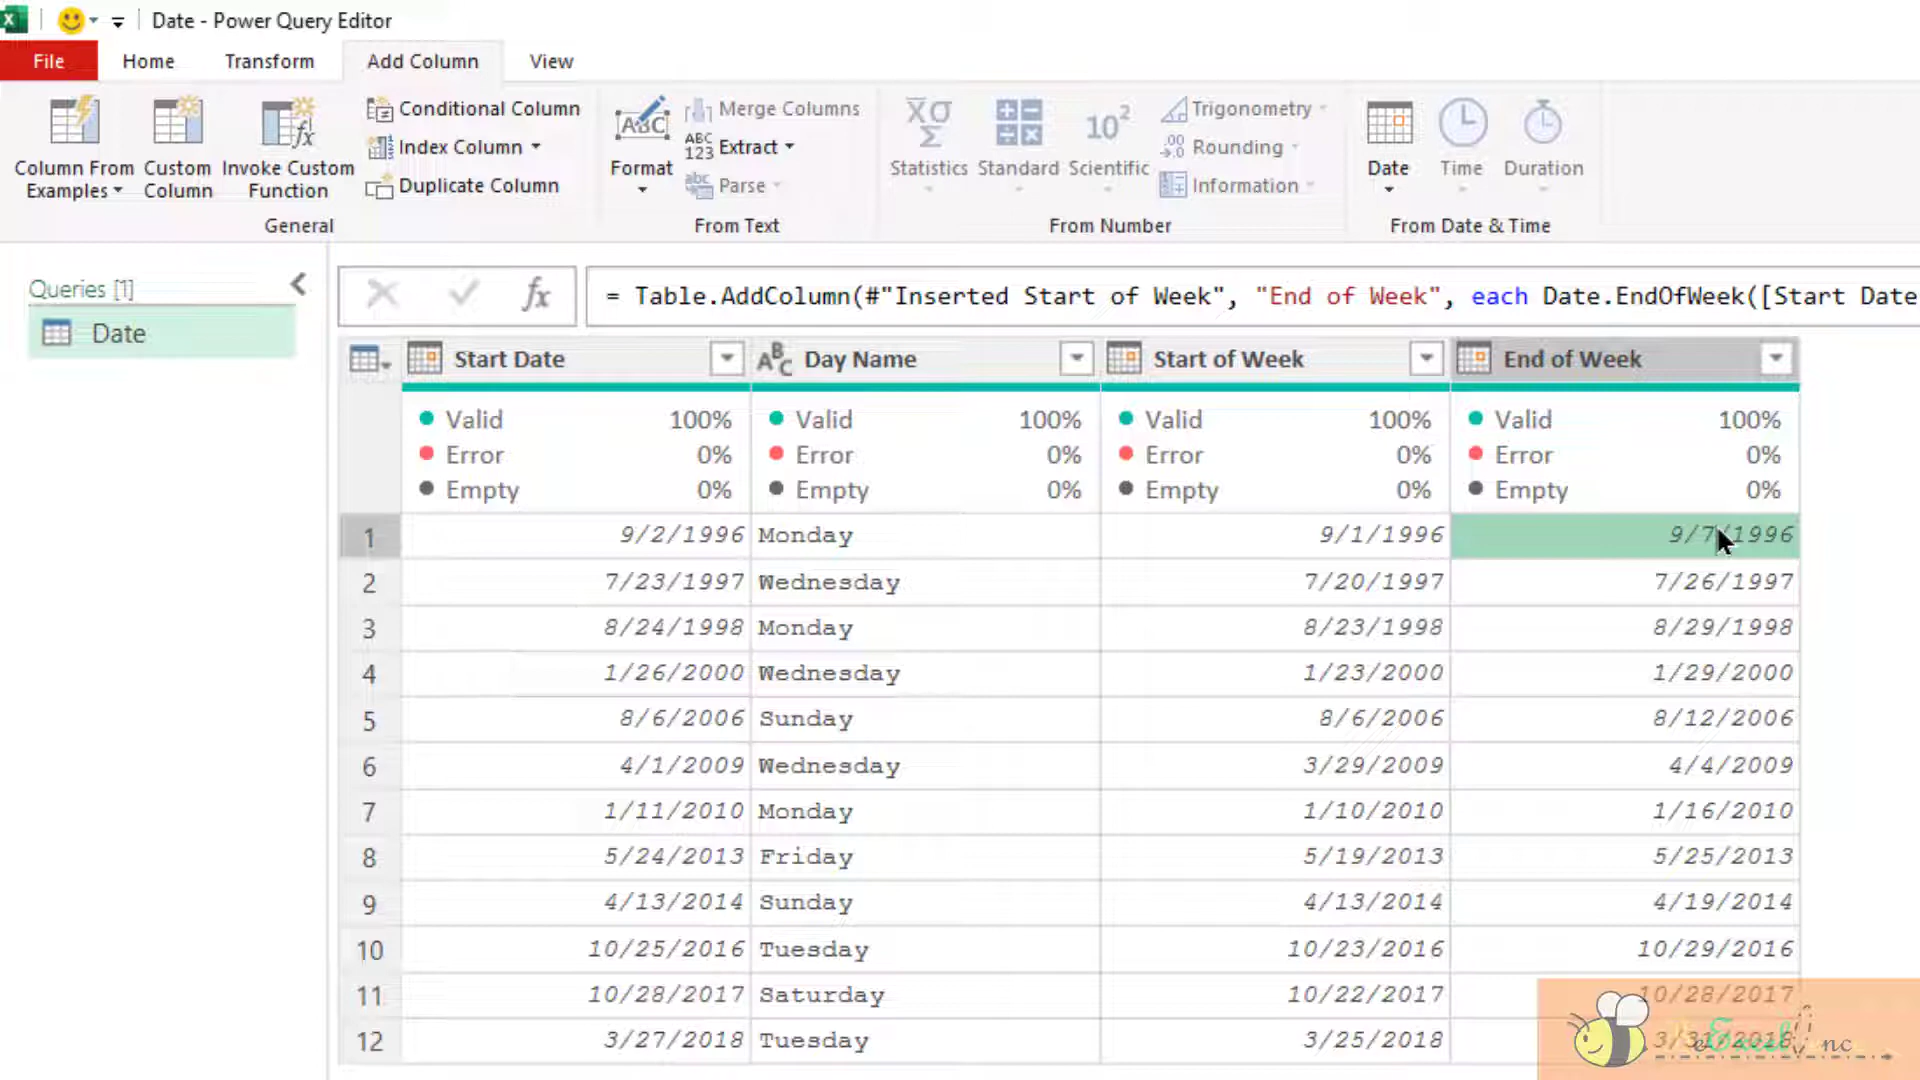 Date - Power Query Editor
File Home Transform Add Column View
Column From Examples
Custom Column
Invoke Custom Function
Conditional Column
Index Column
Duplicate Column
General
Format
Merge Columns
Extract
Parse
From Text
Statistics
Standard
Scientific
Trigonometry
Rounding
Information
From Number
Date
Time
Duration
From Date & Time
Queries [1]
Date
= Table.AddColumn(#"Inserted Start of Week", "End of Week", each Date.EndOfWeek([Start Date
Start Date Day Name Start of Week End of Week
Valid 100% Valid 100% Valid 100% Valid 100%
Error 0% Error 0% Error 0% Error 0%
Empty 0% Empty 0% Empty 0% Empty 0%
1 9/2/1996 Monday 9/1/1996 9/7/1996
2 7/23/1997 Wednesday 7/20/1997 7/26/1997
3 8/24/1998 Monday 8/23/1998 8/29/1998
4 1/26/2000 Wednesday 1/23/2000 1/29/2000
5 8/6/2006 Sunday 8/6/2006 8/12/2006
6 4/1/2009 Wednesday 3/29/2009 4/4/2009
7 1/11/2010 Monday 1/10/2010 1/16/2010
8 5/24/2013 Friday 5/19/2013 5/25/2013
9 4/13/2014 Sunday 4/13/2014 4/19/2014
10 10/25/2016 Tuesday 10/23/2016 10/29/2016
11 10/28/2017 Saturday 10/22/2017 10/28/2017
12 3/27/2018 Tuesday 3/25/2018 3/31/2018